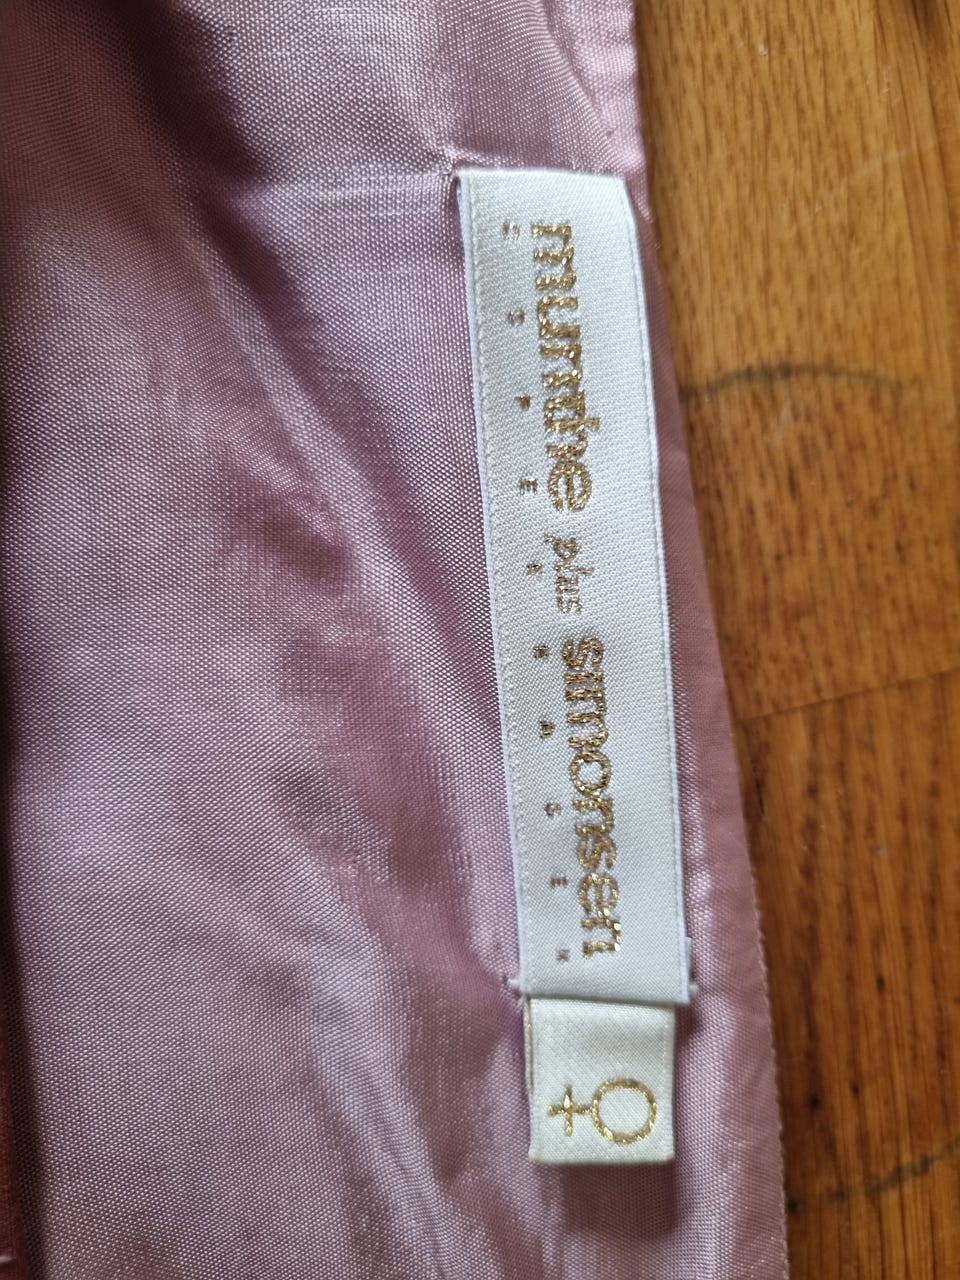 munthe plus simonsen
C O P E N H A G E N
♀